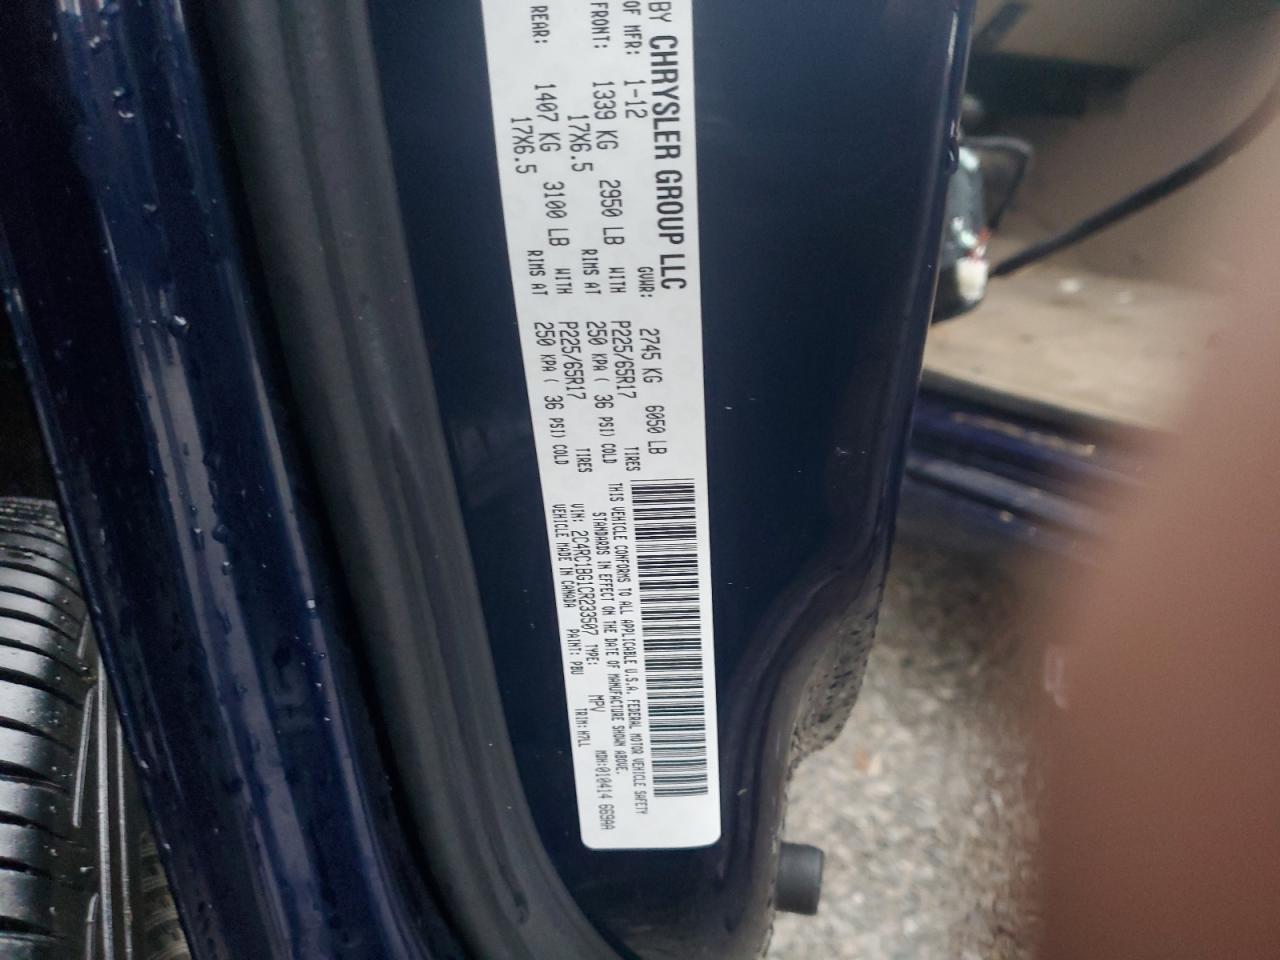 BY CHRYSLER GROUP LLC
OF MFR: 1-12 GVWR: 2745 KG 6050 LB
FRONT: 1339 KG 2950 LB WITH P225/65R17 TIRES
17X6.5 RIMS AT 250 KPA ( 36 PSI) COLD
REAR: 1407 KG 3100 LB WITH P225/65R17 TIRES
17X6.5 RIMS AT 250 KPA ( 36 PSI) COLD
THIS VEHICLE CONFORMS TO ALL APPLICABLE U.S.A. FEDERAL MOTOR VEHICLE SAFETY
STANDARDS IN EFFECT ON THE DATE OF MANUFACTURE SHOWN ABOVE.
VIN: 2C4RC1BG1CR233507 TYPE: MPV MDH:010414 669AA
VEHICLE MADE IN CANADA PAINT: PBU TRIM:H7LL